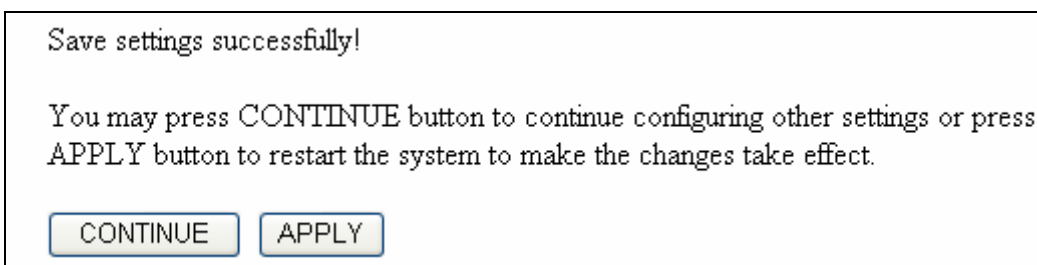 Save settings successfully!
You may press CONTINUE button to continue configuring other settings or press
APPLY button to restart the system to make the changes take effect.
CONTINUE APPLY